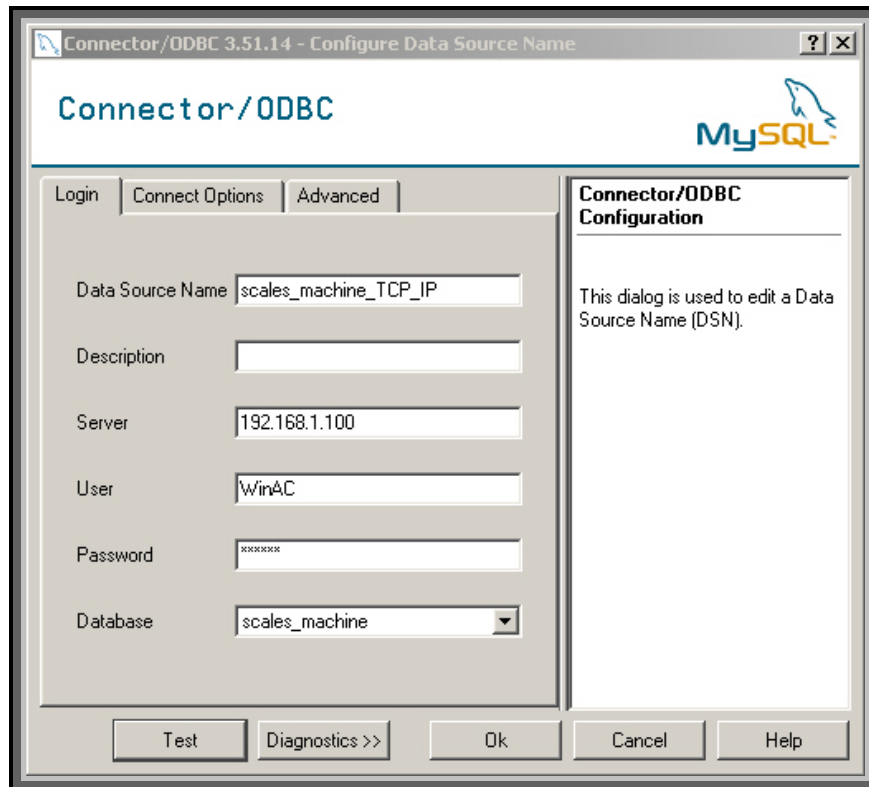 Connector/ODBC 3.51.14 - Configure Data Source Name
Connector/ODBC
MySQL
Login
Connect Options
Advanced
Data Source Name scales_machine_TCP_IP
Description
Server 192.168.1.100
User WinAC
Password ******
Database scales_machine
Connector/ODBC
Configuration
This dialog is used to edit a Data
Source Name (DSN).
Test
Diagnostics >>
Ok
Cancel
Help